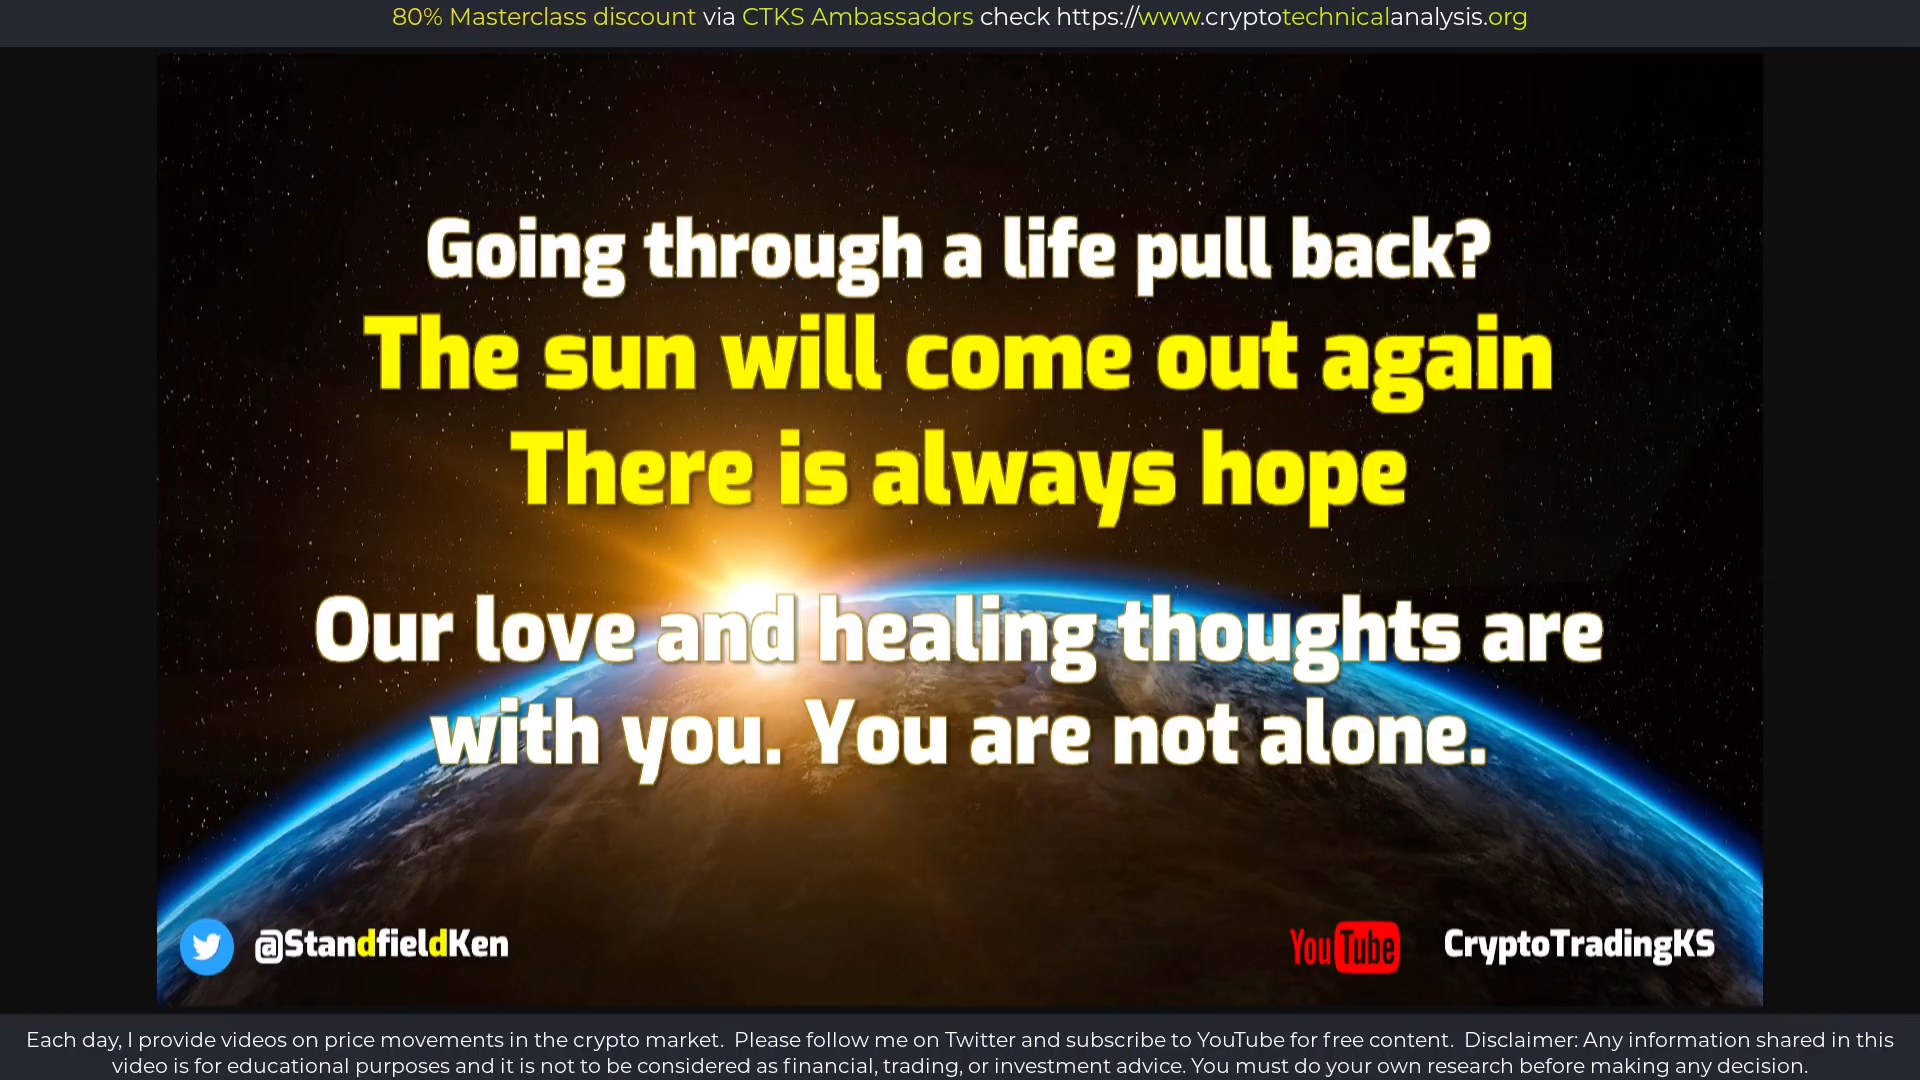 80% Masterclass discount via CTKS Ambassadors check https://www.cryptotechnicalanalysis.org
Going through a life pull back?
The sun will come out again
There is always hope
Our love and healing thoughts are
with you. You are not alone.
@StandfieldKen
YouTube CryptoTradingKS
Each day, I provide videos on price movements in the crypto market.  Please follow me on Twitter and subscribe to YouTube for free content.  Disclaimer: Any information shared in this
video is for educational purposes and it is not to be considered as financial, trading, or investment advice. You must do your own research before making any decision.